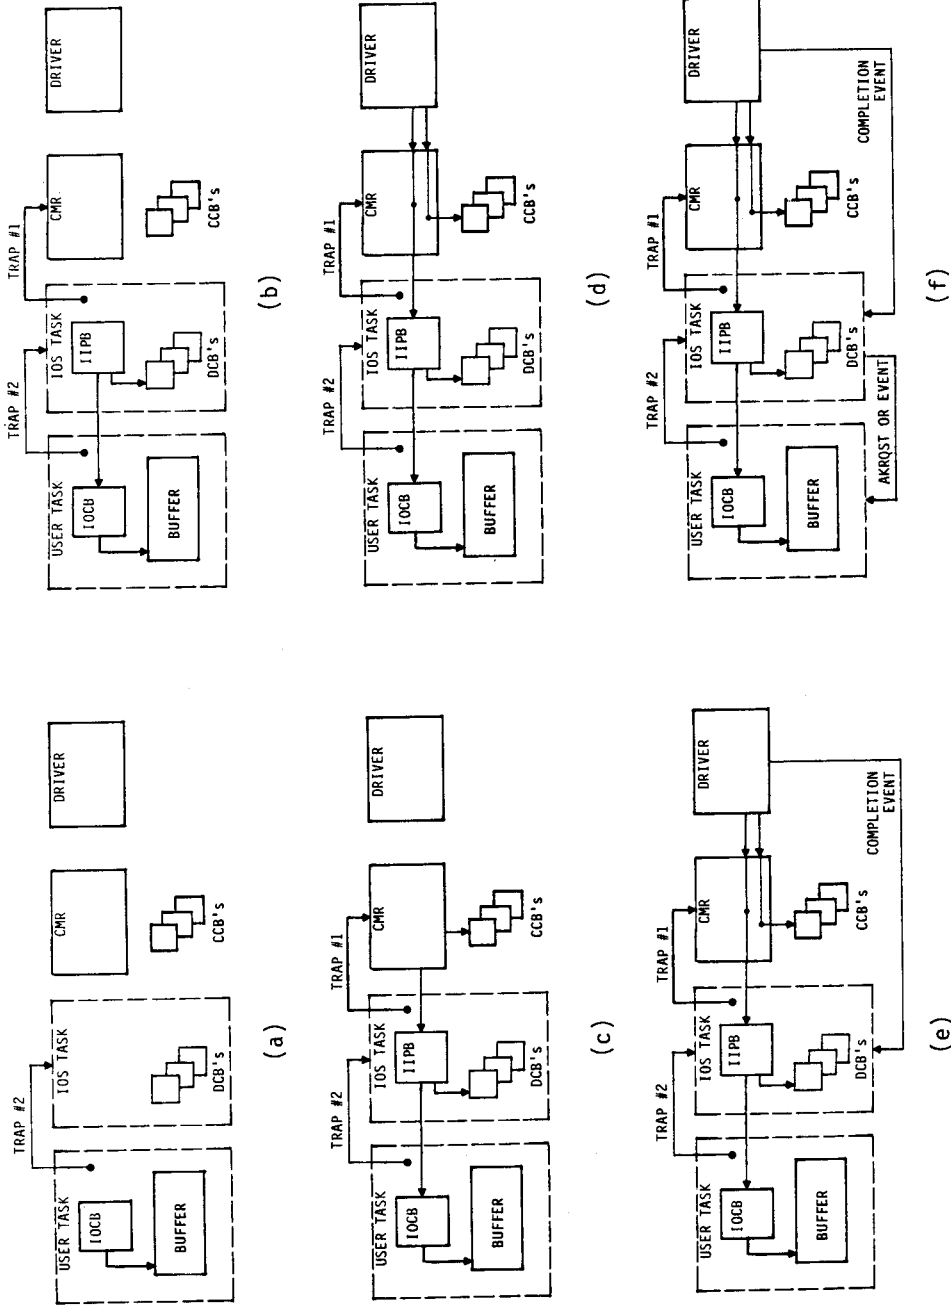 TRAP #2
USER TASK
IOCB
BUFFER
IOS TASK
DCB's
CMR
CCB's
DRIVER
(a)
TRAP #2
TRAP #1
USER TASK
IOCB
BUFFER
IOS TASK
IIPB
DCB's
CMR
CCB's
DRIVER
(b)
TRAP #2
TRAP #1
USER TASK
IOCB
BUFFER
IOS TASK
IIPB
DCB's
CMR
CCB's
DRIVER
(c)
TRAP #2
TRAP #1
USER TASK
IOCB
BUFFER
IOS TASK
IIPB
DCB's
CMR
CCB's
DRIVER
(d)
TRAP #2
TRAP #1
USER TASK
IOCB
BUFFER
IOS TASK
IIPB
DCB's
CMR
CCB's
DRIVER
COMPLETION
EVENT
(e)
TRAP #2
TRAP #1
USER TASK
IOCB
BUFFER
IOS TASK
IIPB
DCB's
CMR
CCB's
DRIVER
COMPLETION
EVENT
AKRQST OR EVENT
(f)